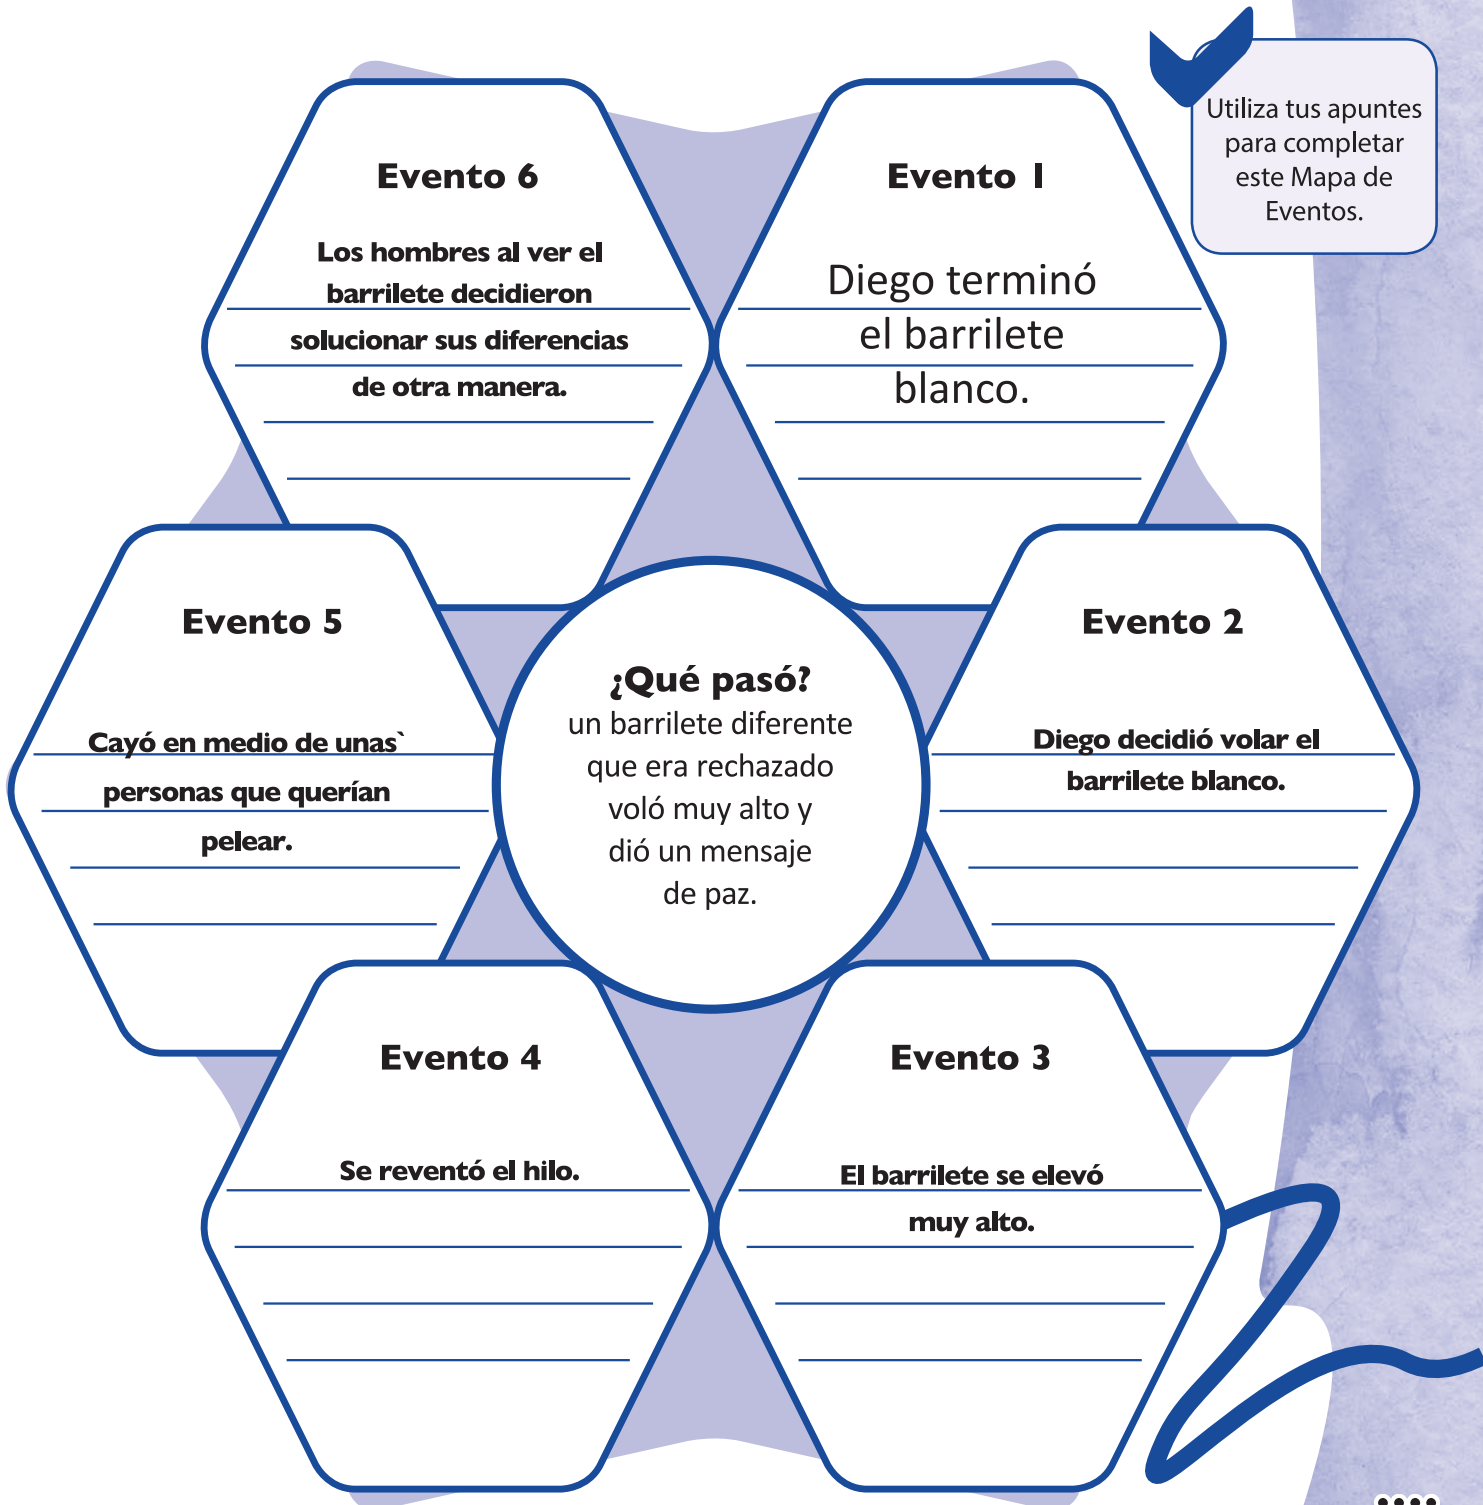 Utiliza tus apuntes
para completar
este Mapa de
Eventos.
Evento 6
Los hombres al ver el
barrilete decidieron
solucionar sus diferencias
de otra manera.
Evento 1
Diego terminó
el barrilete
blanco.
Evento 5
Cayó en medio de unas`
personas que querían
pelear.
¿Qué pasó?
un barrilete diferente
que era rechazado
voló muy alto y
dió un mensaje
de paz.
Evento 2
Diego decidió volar el
barrilete blanco.
Evento 4
Se reventó el hilo.
Evento 3
El barrilete se elevó
muy alto.